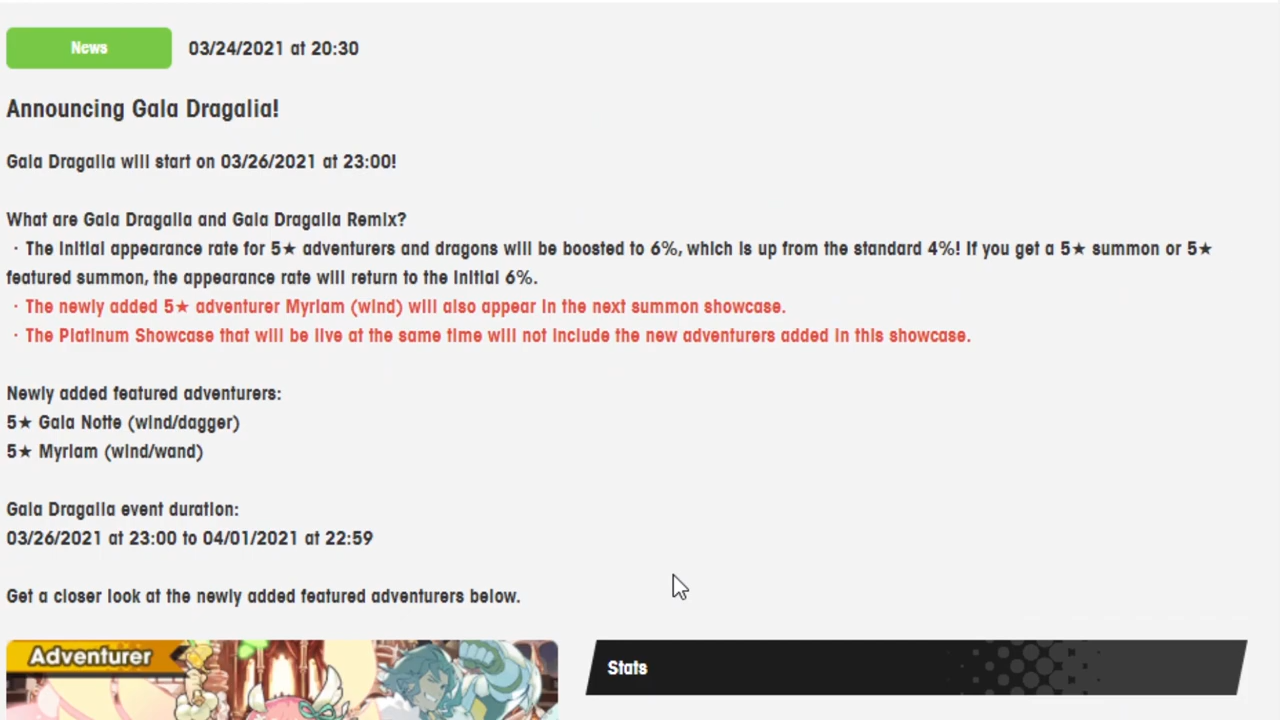 News 03/24/2021 at 20:30
Announcing Gala Dragalia!
Gala Dragalia will start on 03/26/2021 at 23:00!
What are Gala Dragalia and Gala Dragalia Remix?
· The initial appearance rate for 5★ adventurers and dragons will be boosted to 6%, which is up from the standard 4%! If you get a 5★ summon or 5★
featured summon, the appearance rate will return to the initial 6%.
· The newly added 5★ adventurer Myriam (wind) will also appear in the next summon showcase.
· The Platinum Showcase that will be live at the same time will not include the new adventurers added in this showcase.
Newly added featured adventurers:
5★ Gala Notte (wind/dagger)
5★ Myriam (wind/wand)
Gala Dragalia event duration:
03/26/2021 at 23:00 to 04/01/2021 at 22:59
Get a closer look at the newly added featured adventurers below.
Adventurer
Stats